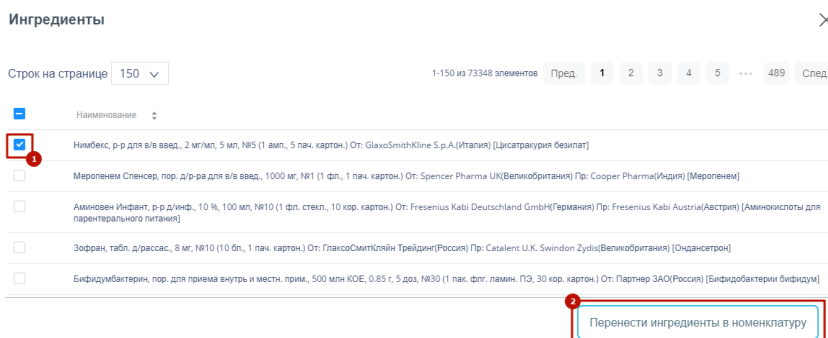 Ингредиенты
Строк на странице 150
1-150 из 73348 элементов Пред. 1 2 3 4 5 ··· 489 След.
Наименование
Нимбекс, р-р для в/в введ., 2 мг/мл, 5 мл, №5 (1 амп., 5 пач. картон.) От: GlaxoSmithKline S.p.A.(Италия) [Цисатракурия безилат]
1
Меропенем Спенсер, пор. д/р-ра для в/в введ., 1000 мг, №1 (1 фл., 1 пач. картон.) От: Spencer Pharma UK(Великобритания) Пр: Cooper Pharma(Индия) [Меропенем]
Аминовен Инфант, р-р д/инф., 10 %, 100 мл, №10 (1 фл. стекл., 10 кор. картон.) От: Fresenius Kabi Deutschland GmbH(Германия) Пр: Fresenius Kabi Austria(Австрия) [Аминокислоты для
парентерального питания]
Зофран, табл. д/рассас., 8 мг, №10 (10 бл., 1 пач. картон.) От: ГлаксоСмитКляйн Трейдинг(Россия) Пр: Catalent U.K. Swindon Zydis(Великобритания) [Ондансетрон]
Бифидумбактерин, пор. для приема внутрь и местн. прим., 500 млн КОЕ, 0.85 г, 5 доз, №30 (1 пак. флг. ламин. ПЭ, 30 кор. картон.) От: Партнер ЗАО(Россия) [Бифидобактерии бифидум]
2
Перенести ингредиенты в номенклатуру